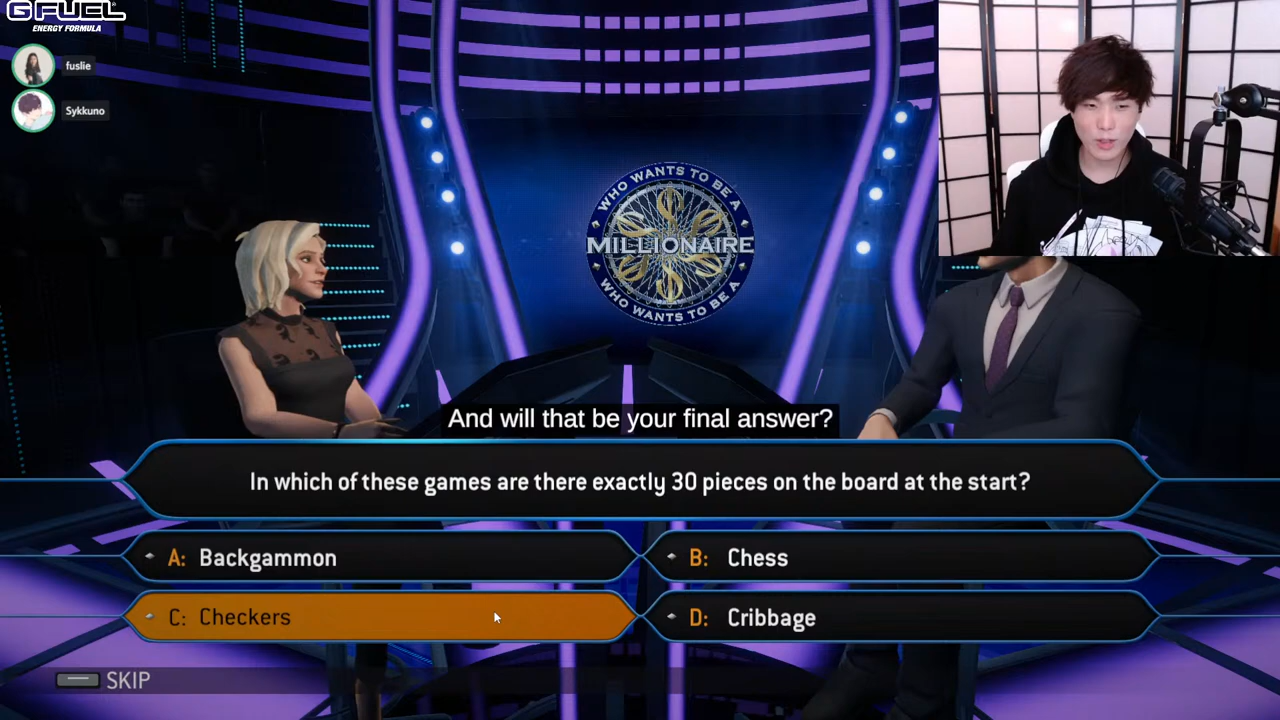 GFUEL
ENERGY FORMULA
fuslie
Sykkuno
WHO WANTS TO BE A
MILLIONAIRE
WHO WANTS TO BE A
And will that be your final answer?
In which of these games are there exactly 30 pieces on the board at the start?
A: Backgammon
B: Chess
C: Checkers
D: Cribbage
SKIP